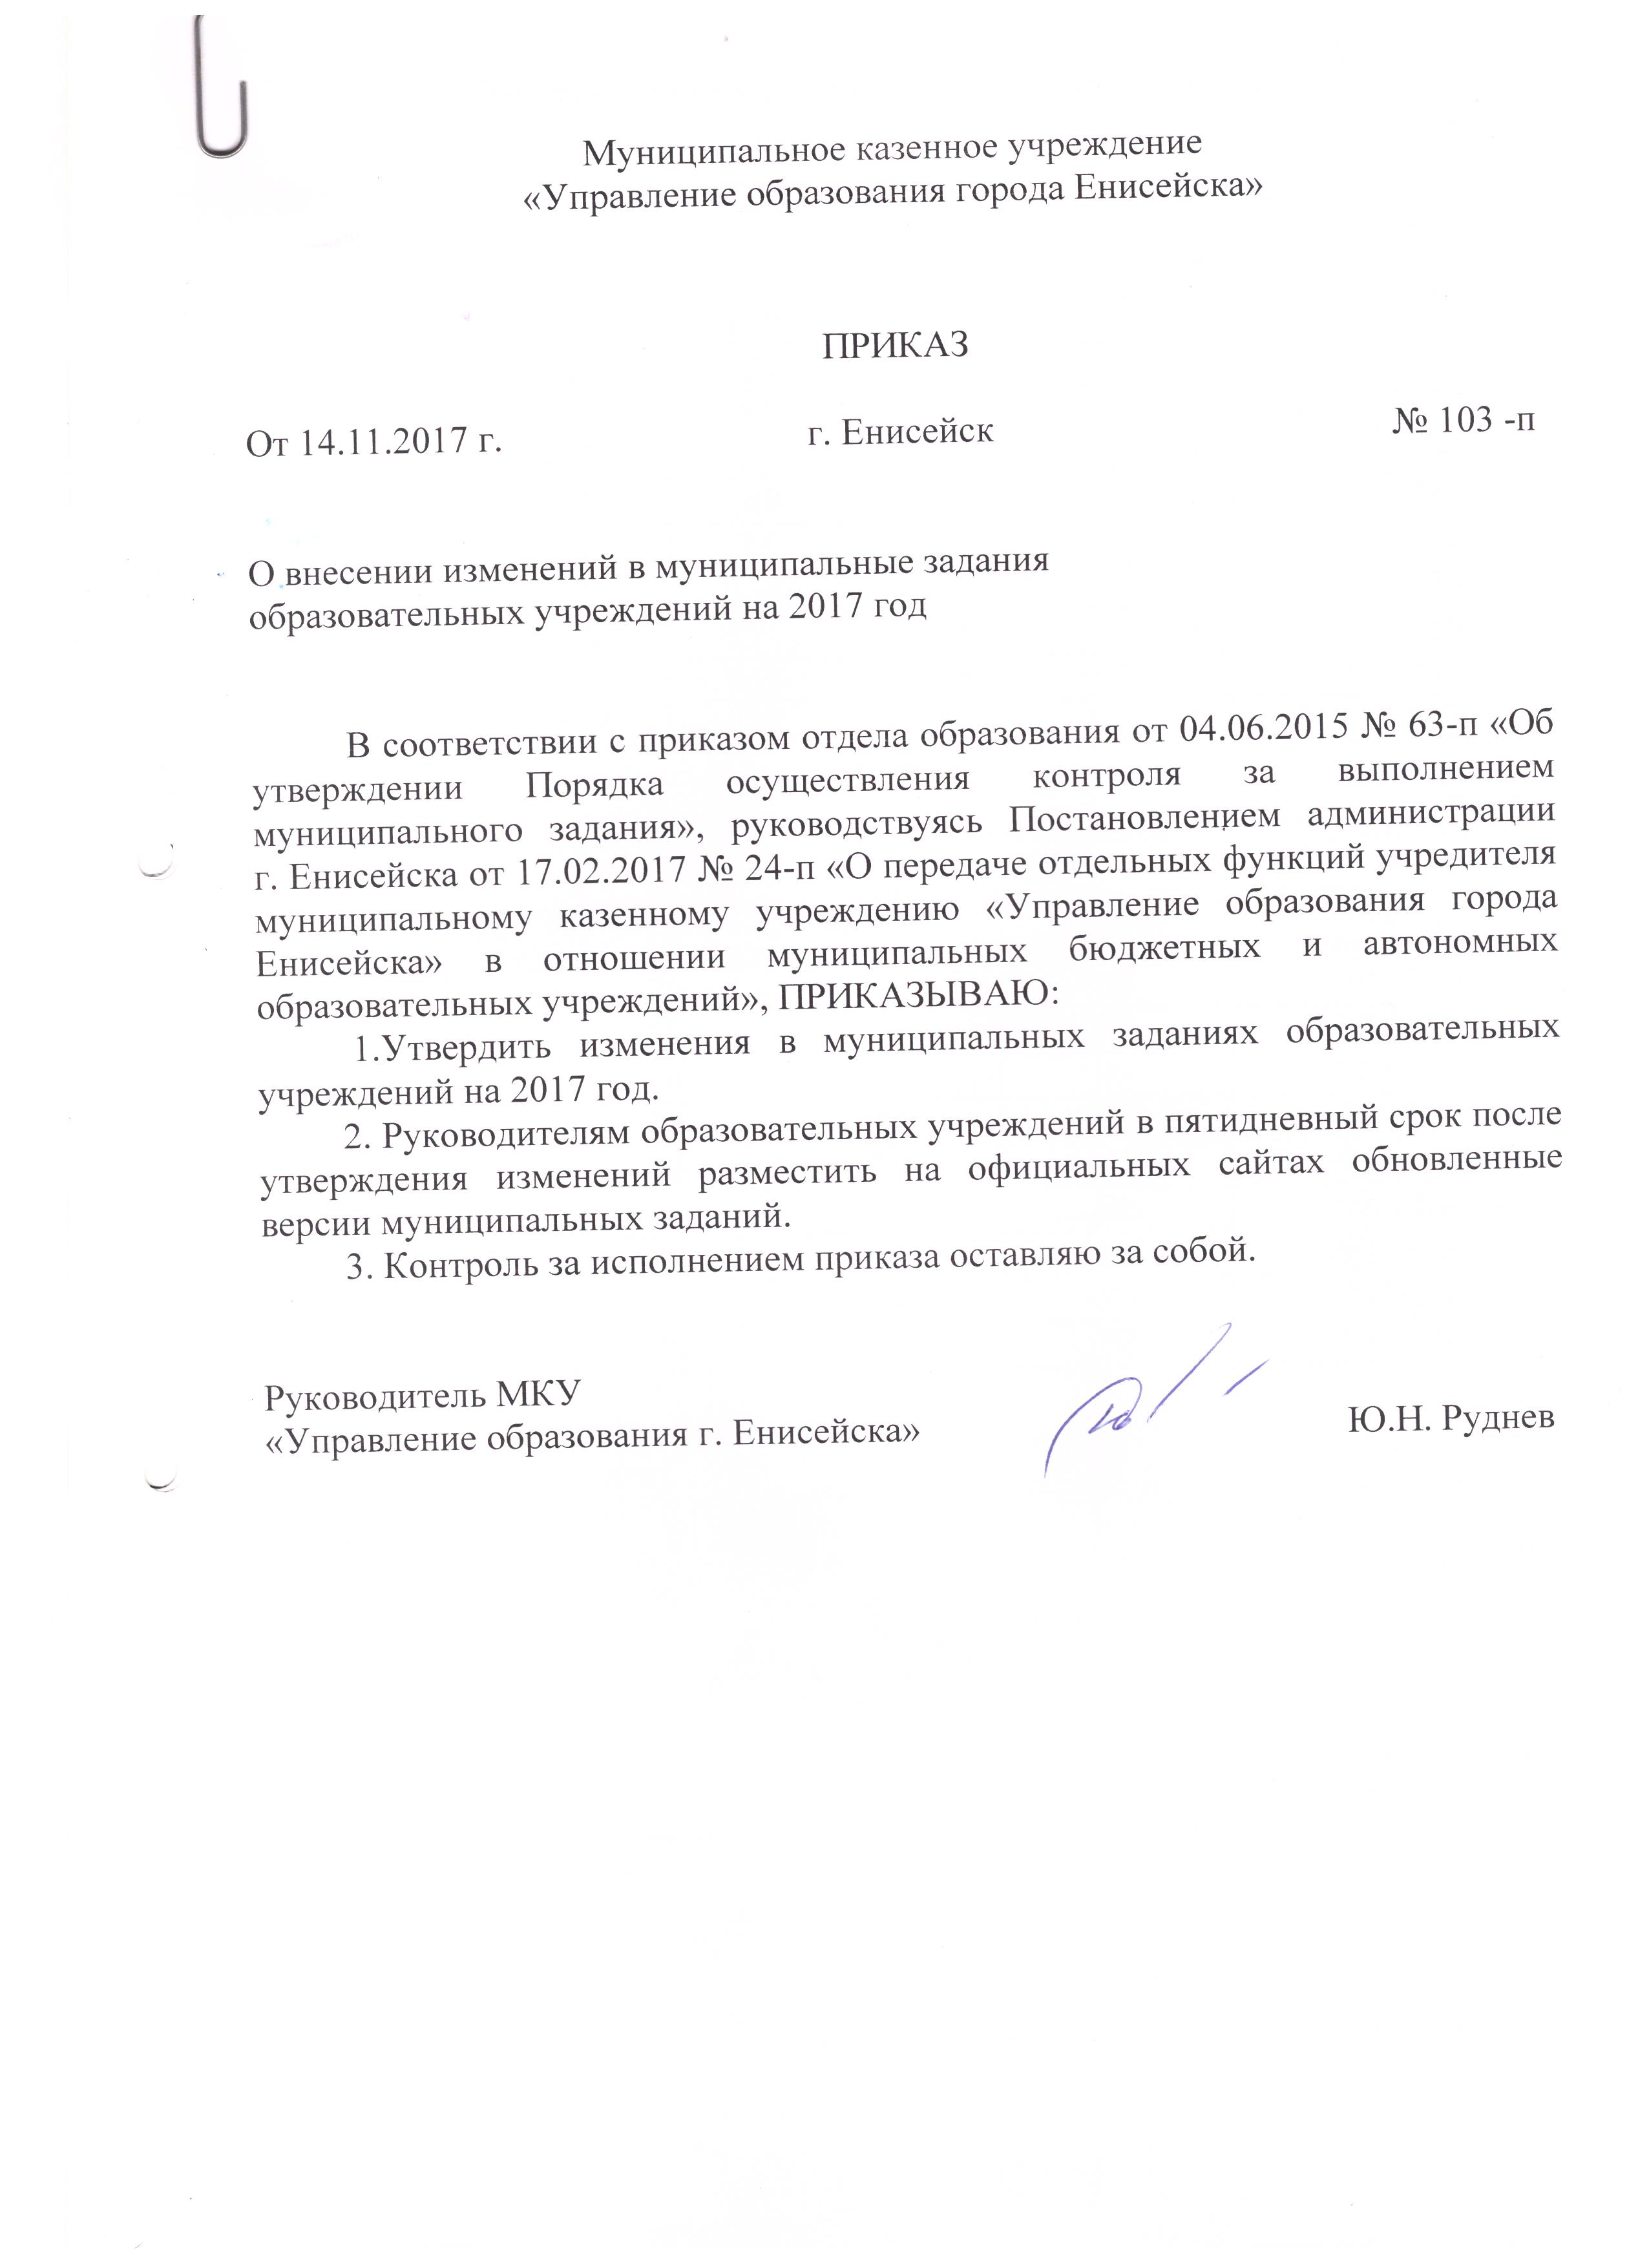 Муниципальное казенное учреждение
«Управление образования города Енисейска»
ПРИКАЗ
От 14.11.2017 г. г. Енисейск № 103 -п
О внесении изменений в муниципальные задания
образовательных учреждений на 2017 год
В соответствии с приказом отдела образования от 04.06.2015 № 63-п «Об
утверждении Порядка осуществления контроля за выполнением
муниципального задания», руководствуясь Постановлением администрации
г. Енисейска от 17.02.2017 № 24-п «О передаче отдельных функций учредителя
муниципальному казенному учреждению «Управление образования города
Енисейска» в отношении муниципальных бюджетных и автономных
образовательных учреждений», ПРИКАЗЫВАЮ:
1.Утвердить изменения в муниципальных заданиях образовательных
учреждений на 2017 год.
2. Руководителям образовательных учреждений в пятидневный срок после
утверждения изменений разместить на официальных сайтах обновленные
версии муниципальных заданий.
3. Контроль за исполнением приказа оставляю за собой.
Руководитель МКУ
«Управление образования г. Енисейска» Ю.Н. Руднев